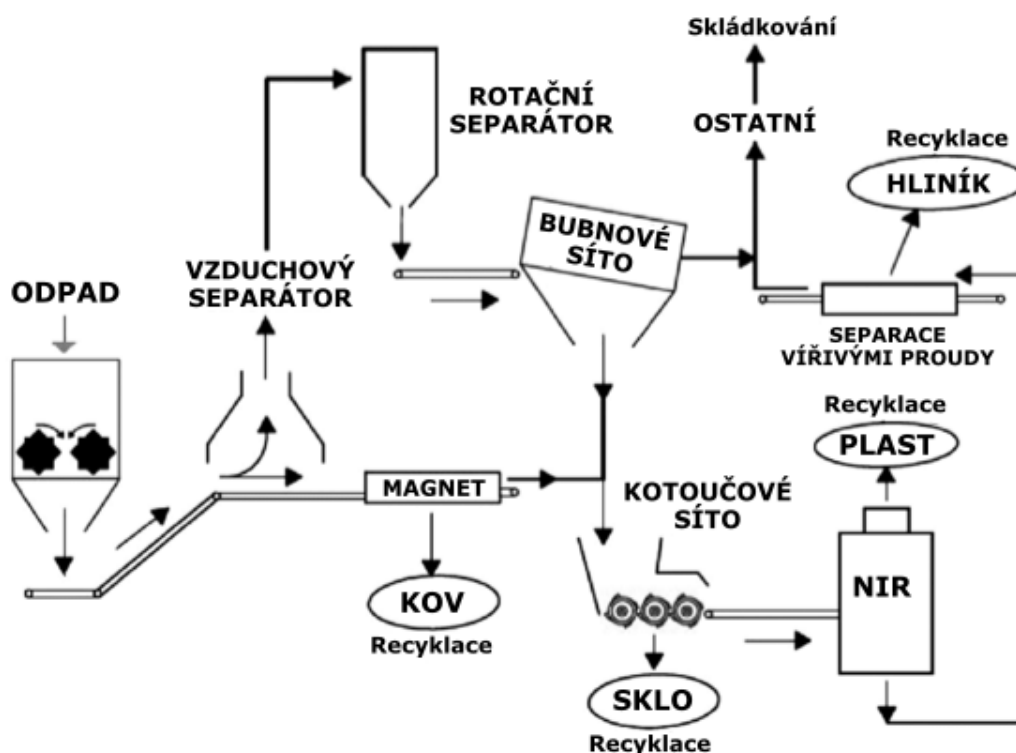 Skládkování
ROTAČNÍ
SEPARÁTOR
OSTATNÍ
Recyklace
HLINÍK
BUBNOVÉ
SÍTO
VZDUCHOVÝ
SEPARÁTOR
ODPAD
SEPARACE
VÍŘIVÝMI PROUDY
Recyklace
PLAST
MAGNET
KOTOUČOVÉ
SÍTO
NIR
KOV
Recyklace
SKLO
Recyklace